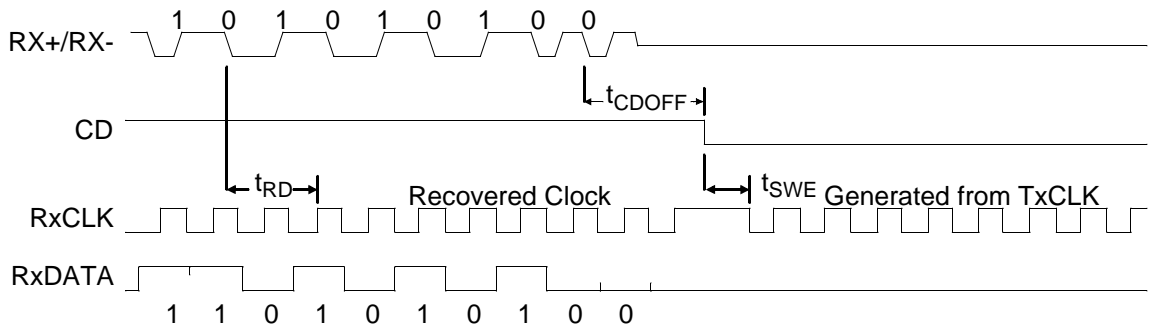 1 0 1 0 1 0 1 0 0
RX+/RX-
tCDOFF
CD
tRD
Recovered Clock
tSWE
Generated from TxCLK
RxCLK
RxDATA
1 1 0 1 0 1 0 1 0 0